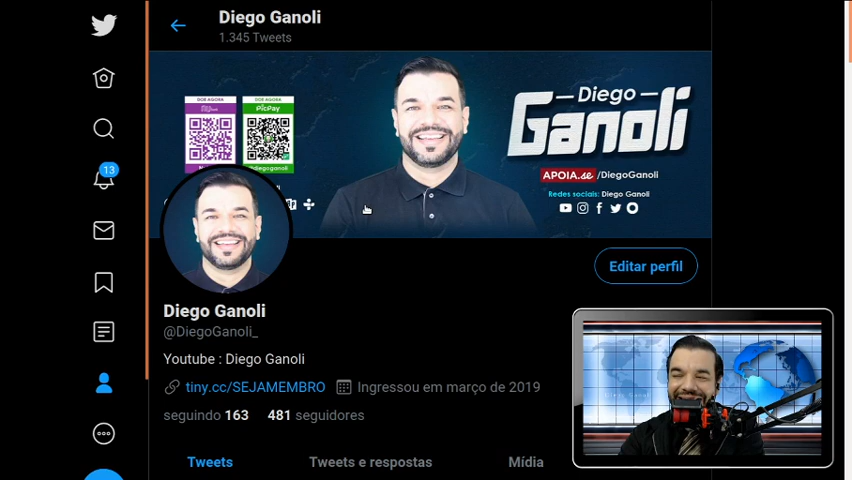 Diego Ganoli
1.345 Tweets
DOE AGORA
DOE AGORA
PicPay
@diegoganoli
Diego
Ganoli
APOIA.se /DiegoGanoli
Redes sociais: Diego Ganoli
13
Editar perfil
Diego Ganoli
@DiegoGanoli_
Youtube : Diego Ganoli
tiny.cc/SEJAMEMBRO Ingressou em março de 2019
seguindo 163 481 seguidores
Tweets Tweets e respostas Mídia